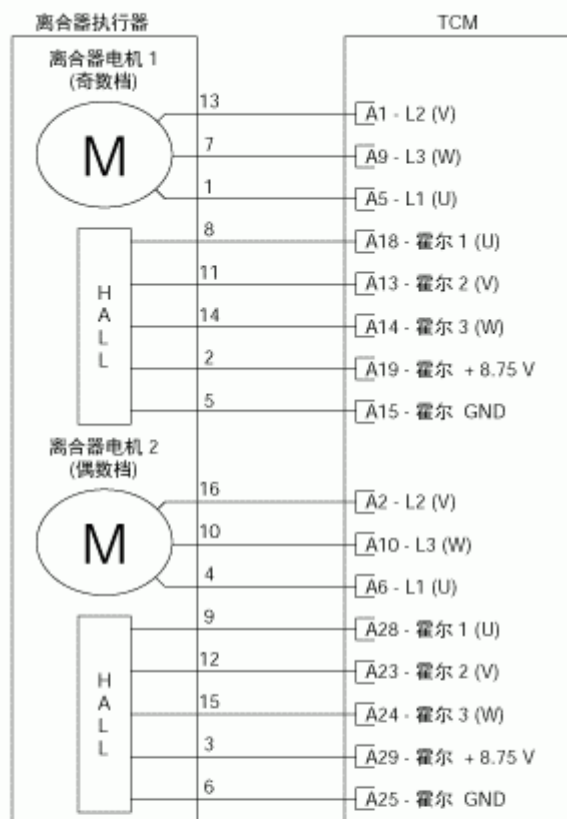 离合器执行器 TCM
离合器电机 1
(奇数档)
M
13 A1 - L2 (V)
7 A9 - L3 (W)
1 A5 - L1 (U)
HALL
8 A18 - 霍尔 1 (U)
11 A13 - 霍尔 2 (V)
14 A14 - 霍尔 3 (W)
2 A19 - 霍尔 + 8.75 V
5 A15 - 霍尔 GND
离合器电机 2
(偶数档)
M
16 A2 - L2 (V)
10 A10 - L3 (W)
4 A6 - L1 (U)
HALL
9 A28 - 霍尔 1 (U)
12 A23 - 霍尔 2 (V)
15 A24 - 霍尔 3 (W)
3 A29 - 霍尔 + 8.75 V
6 A25 - 霍尔 GND